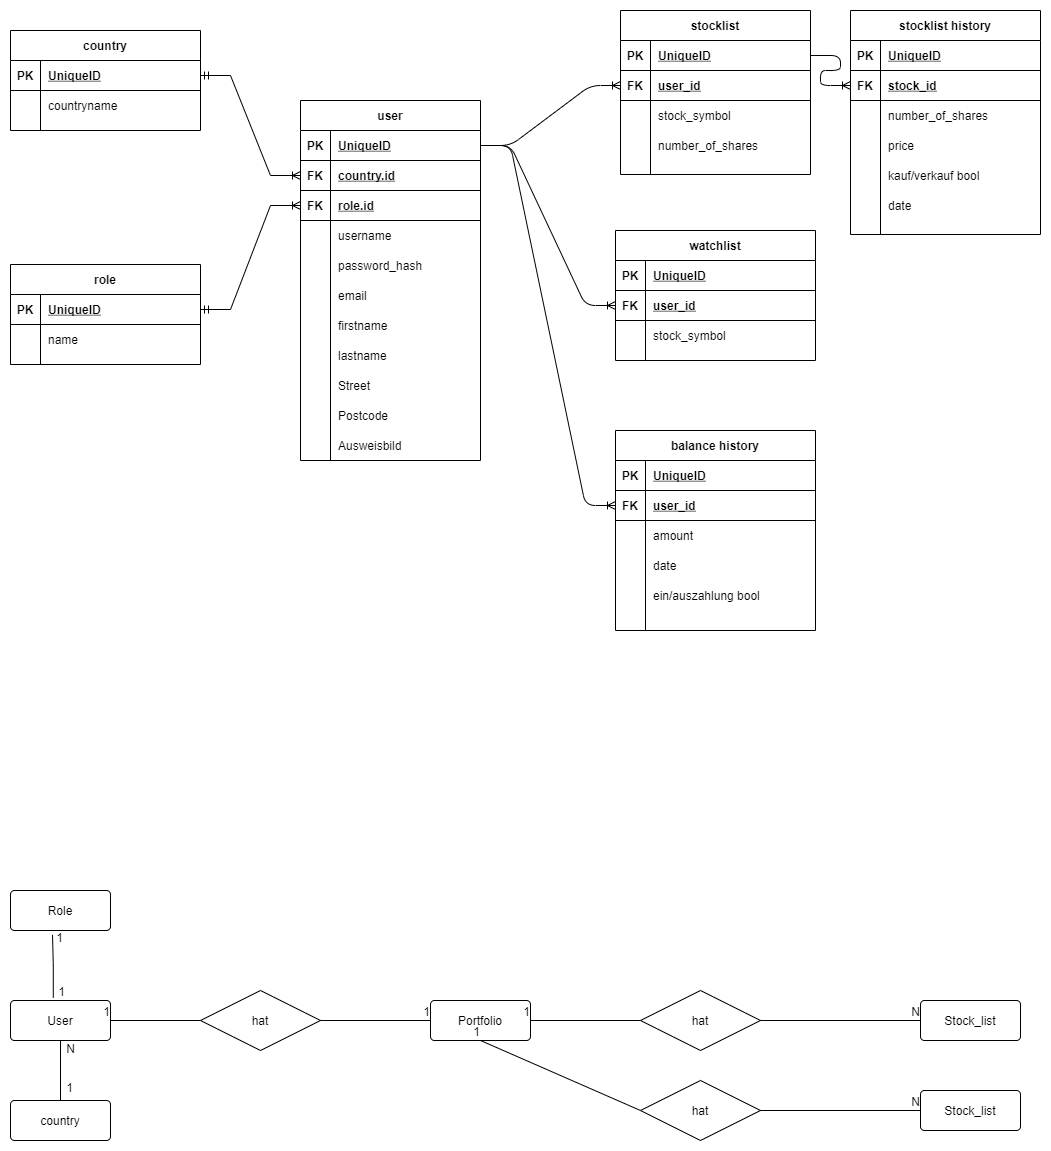 country
PK UniqueID
countryname
role
PK UniqueID
name
user
PK UniqueID
FK country.id
FK role.id
username
password_hash
email
firstname
lastname
Street
Postcode
Ausweisbild
stocklist
PK UniqueID
FK user_id
stock_symbol
number_of_shares
stocklist history
PK UniqueID
FK stock_id
number_of_shares
price
kauf/verkauf bool
date
watchlist
PK UniqueID
FK user_id
stock_symbol
balance history
PK UniqueID
FK user_id
amount
date
ein/auszahlung bool
Role
1
1
User 1 hat 1 Portfolio 1 hat N Stock_list
1
N
1
country
hat N Stock_list